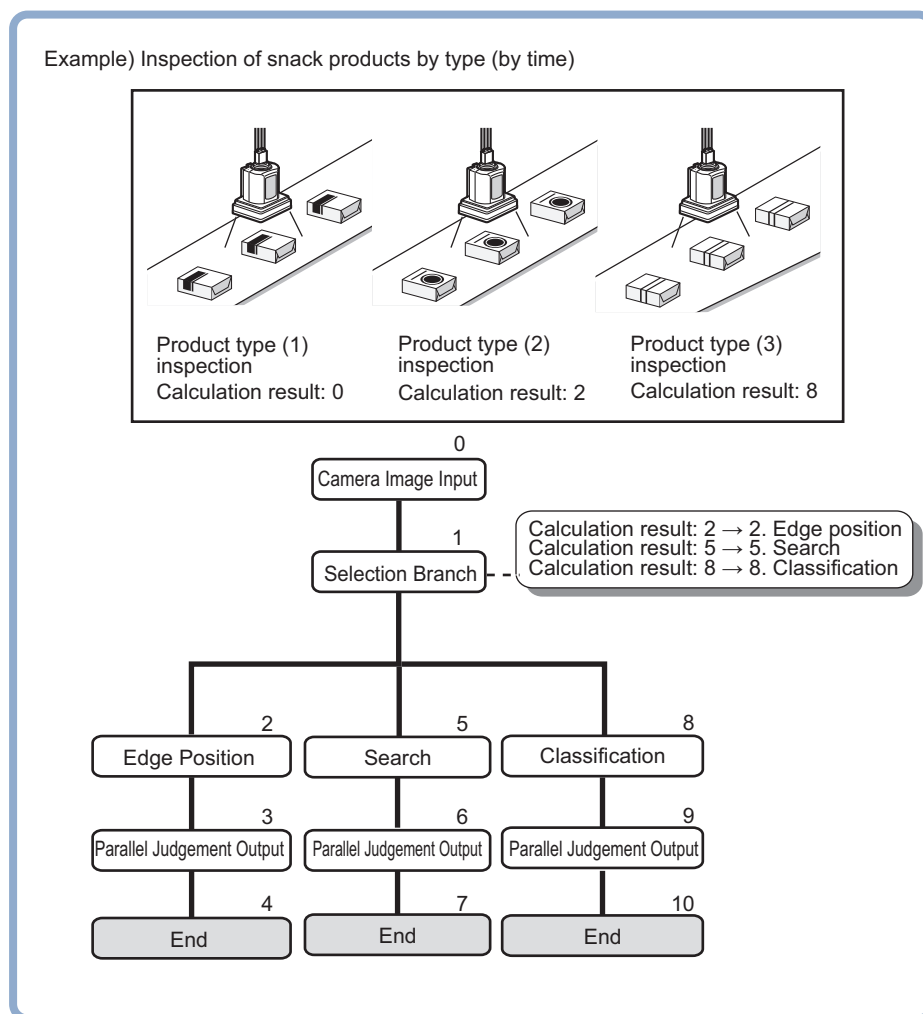 Example) Inspection of snack products by type (by time)
Product type (1)
inspection
Calculation result: 0
Product type (2)
inspection
Calculation result: 2
Product type (3)
inspection
Calculation result: 8
0
Camera Image Input
1
Selection Branch
Calculation result: 2 → 2. Edge position
Calculation result: 5 → 5. Search
Calculation result: 8 → 8. Classification
2
Edge Position
5
Search
8
Classification
3
Parallel Judgement Output
6
Parallel Judgement Output
9
Parallel Judgement Output
4
End
7
End
10
End